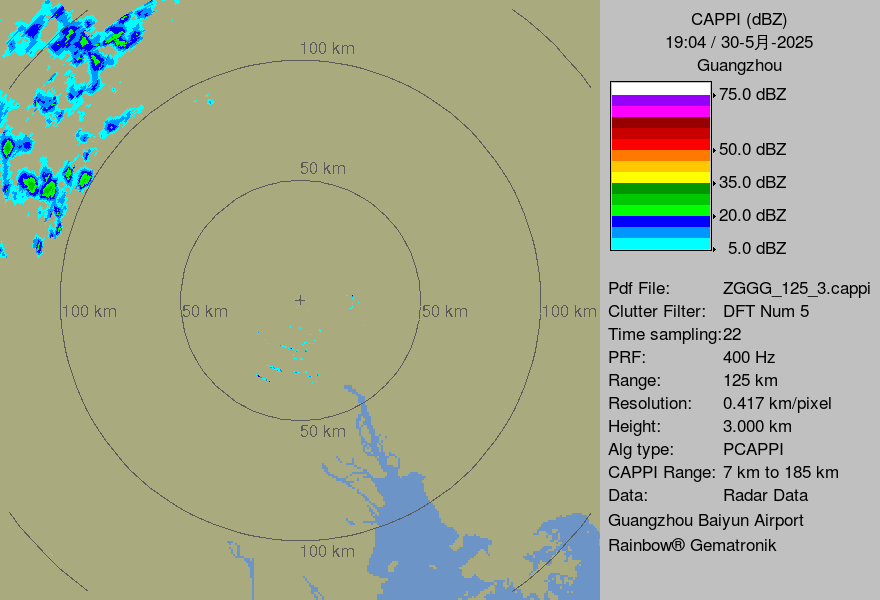 100 km
50 km
100 km
50 km
50 km
100 km
50 km
100 km
CAPPI (dBZ)
19:04 / 30-5月-2025
Guangzhou
75.0 dBZ
50.0 dBZ
35.0 dBZ
20.0 dBZ
5.0 dBZ
Pdf File: ZGGG_125_3.cappi
Clutter Filter: DFT Num 5
Time sampling:22
PRF: 400 Hz
Range: 125 km
Resolution: 0.417 km/pixel
Height: 3.000 km
Alg type: PCAPPI
CAPPI Range: 7 km to 185 km
Data: Radar Data
Guangzhou Baiyun Airport
Rainbow® Gematronik